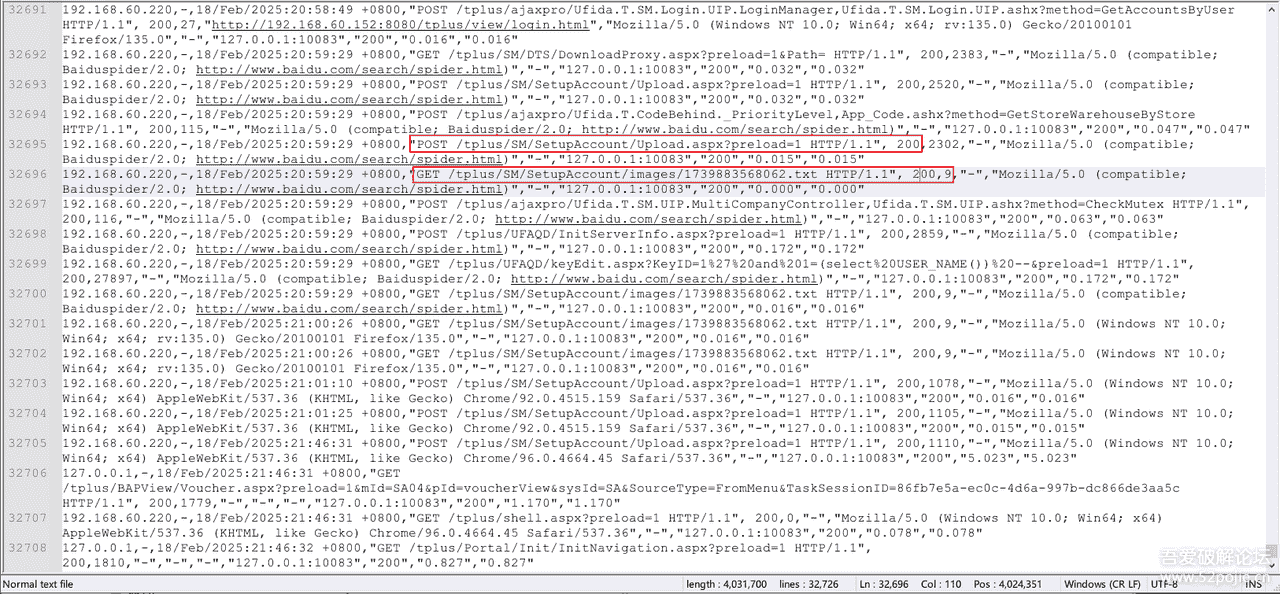 32691 192.168.60.220,-,18/Feb/2025:20:58:49 +0800,"POST /tplus/ajaxpro/Ufida.T.SM.Login.UIP.LoginManager,Ufida.T.SM.Login.UIP.ashx?method=GetAccountsByUser
HTTP/1.1", 200,27,"http://192.168.60.152:8080/tplus/view/login.html","Mozilla/5.0 (Windows NT 10.0; Win64; x64; rv:135.0) Gecko/20100101
Firefox/135.0","-","127.0.0.1:10083","200","0.016","0.016"
32692 192.168.60.220,-,18/Feb/2025:20:59:29 +0800,"GET /tplus/SM/DTS/DownloadProxy.aspx?preload=1&Path= HTTP/1.1", 200,2383,"-","Mozilla/5.0 (compatible;
Baiduspider/2.0; http://www.baidu.com/search/spider.html)","-","127.0.0.1:10083","200","0.032","0.032"
32693 192.168.60.220,-,18/Feb/2025:20:59:29 +0800,"POST /tplus/SM/SetupAccount/Upload.aspx?preload=1 HTTP/1.1", 200,2520,"-","Mozilla/5.0 (compatible;
Baiduspider/2.0; http://www.baidu.com/search/spider.html)","-","127.0.0.1:10083","200","0.032","0.032"
32694 192.168.60.220,-,18/Feb/2025:20:59:29 +0800,"POST /tplus/ajaxpro/Ufida.T.CodeBehind._PriorityLevel,App_Code.ashx?method=GetStoreWarehouseByStore
HTTP/1.1", 200,115,"-","Mozilla/5.0 (compatible; Baiduspider/2.0; http://www.baidu.com/search/spider.html)","-","127.0.0.1:10083","200","0.047","0.047"
32695 192.168.60.220,-,18/Feb/2025:20:59:29 +0800,"POST /tplus/SM/SetupAccount/Upload.aspx?preload=1 HTTP/1.1", 200,2302,"-","Mozilla/5.0 (compatible;
Baiduspider/2.0; http://www.baidu.com/search/spider.html)","-","127.0.0.1:10083","200","0.015","0.015"
32696 192.168.60.220,-,18/Feb/2025:20:59:29 +0800,"GET /tplus/SM/SetupAccount/images/1739883568062.txt HTTP/1.1", 200,9,"-","Mozilla/5.0 (compatible;
Baiduspider/2.0; http://www.baidu.com/search/spider.html)","-","127.0.0.1:10083","200","0.000","0.000"
32697 192.168.60.220,-,18/Feb/2025:20:59:29 +0800,"POST /tplus/ajaxpro/Ufida.T.SM.UIP.MultiCompanyController,Ufida.T.SM.UIP.ashx?method=CheckMutex HTTP/1.1",
200,116,"-","Mozilla/5.0 (compatible; Baiduspider/2.0; http://www.baidu.com/search/spider.html)","-","127.0.0.1:10083","200","0.063","0.063"
32698 192.168.60.220,-,18/Feb/2025:20:59:29 +0800,"POST /tplus/UFAQD/InitServerInfo.aspx?preload=1 HTTP/1.1", 200,2859,"-","Mozilla/5.0 (compatible;
Baiduspider/2.0; http://www.baidu.com/search/spider.html)","-","127.0.0.1:10083","200","0.172","0.172"
32699 192.168.60.220,-,18/Feb/2025:20:59:29 +0800,"GET /tplus/UFAQD/keyEdit.aspx?KeyID=1%27%20and%201=(select%20USER_NAME())%20--&preload=1 HTTP/1.1",
200,27897,"-","Mozilla/5.0 (compatible; Baiduspider/2.0; http://www.baidu.com/search/spider.html)","-","127.0.0.1:10083","200","0.172","0.172"
32700 192.168.60.220,-,18/Feb/2025:20:59:29 +0800,"GET /tplus/SM/SetupAccount/images/1739883568062.txt HTTP/1.1", 200,9,"-","Mozilla/5.0 (compatible;
Baiduspider/2.0; http://www.baidu.com/search/spider.html)","-","127.0.0.1:10083","200","0.016","0.016"
32701 192.168.60.220,-,18/Feb/2025:21:00:26 +0800,"GET /tplus/SM/SetupAccount/images/1739883568062.txt HTTP/1.1", 200,9,"-","Mozilla/5.0 (Windows NT 10.0;
Win64; x64; rv:135.0) Gecko/20100101 Firefox/135.0","-","127.0.0.1:10083","200","0.016","0.016"
32702 192.168.60.220,-,18/Feb/2025:21:00:26 +0800,"GET /tplus/SM/SetupAccount/images/1739883568062.txt HTTP/1.1", 200,9,"-","Mozilla/5.0 (Windows NT 10.0;
Win64; x64; rv:135.0) Gecko/20100101 Firefox/135.0","-","127.0.0.1:10083","200","0.016","0.016"
32703 192.168.60.220,-,18/Feb/2025:21:01:10 +0800,"POST /tplus/SM/SetupAccount/Upload.aspx?preload=1 HTTP/1.1", 200,1078,"-","Mozilla/5.0 (Windows NT 10.0;
Win64; x64) AppleWebKit/537.36 (KHTML, like Gecko) Chrome/92.0.4515.159 Safari/537.36","-","127.0.0.1:10083","200","0.016","0.016"
32704 192.168.60.220,-,18/Feb/2025:21:01:25 +0800,"POST /tplus/SM/SetupAccount/Upload.aspx?preload=1 HTTP/1.1", 200,1105,"-","Mozilla/5.0 (Windows NT 10.0;
Win64; x64) AppleWebKit/537.36 (KHTML, like Gecko) Chrome/92.0.4515.159 Safari/537.36","-","127.0.0.1:10083","200","0.015","0.015"
32705 192.168.60.220,-,18/Feb/2025:21:46:31 +0800,"POST /tplus/SM/SetupAccount/Upload.aspx?preload=1 HTTP/1.1", 200,1110,"-","Mozilla/5.0 (Windows NT 10.0;
Win64; x64) AppleWebKit/537.36 (KHTML, like Gecko) Chrome/96.0.4664.45 Safari/537.36","-","127.0.0.1:10083","200","5.023","5.023"
32706 127.0.0.1,-,18/Feb/2025:21:46:31 +0800,"GET
/tplus/BAPView/Voucher.aspx?preload=1&mId=SA04&pId=voucherView&sysId=SA&SourceType=FromMenu&TaskSessionID=86fb7e5a-ec0c-4d6a-997b-dc866de3aa5c
HTTP/1.1", 200,1779,"-","-","-","127.0.0.1:10083","200","1.170","1.170"
32707 192.168.60.220,-,18/Feb/2025:21:46:31 +0800,"GET /tplus/shell.aspx?preload=1 HTTP/1.1", 200,0,"-","Mozilla/5.0 (Windows NT 10.0; Win64; x64)
AppleWebKit/537.36 (KHTML, like Gecko) Chrome/96.0.4664.45 Safari/537.36","-","127.0.0.1:10083","200","0.078","0.078"
32708 127.0.0.1,-,18/Feb/2025:21:46:32 +0800,"GET /tplus/Portal/Init/InitNavigation.aspx?preload=1 HTTP/1.1",
200,1810,"-","-","-","127.0.0.1:10083","200","0.827","0.827"
吾爱破解论坛
www.52pojie.cn
Normal text file length : 4,031,700 lines : 32,726 Ln : 32,696 Col : 110 Pos : 4,024,351 Windows (CR LF) UTF-8 INS